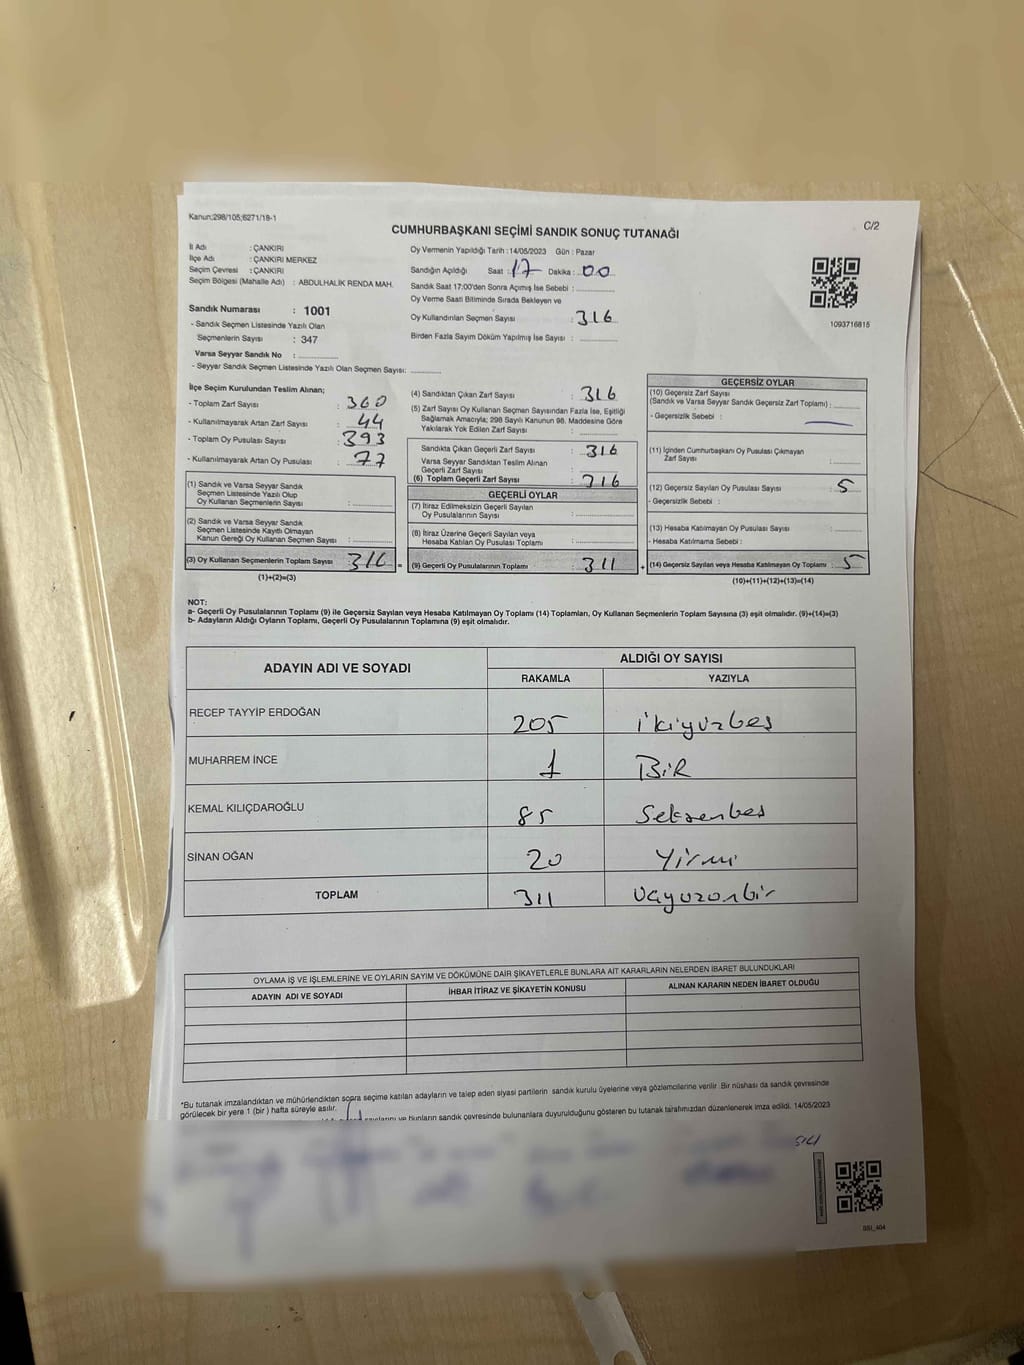 Kanun;298/105;6271/18-1
C/2
CUMHURBAŞKANI SEÇİMİ SANDIK SONUÇ TUTANAĞI
İl Adı : ÇANKIRI
İlçe Adı : ÇANKIRI MERKEZ
Seçim Çevresi : ÇANKIRI
Seçim Bölgesi (Mahalle Adı) : ABDULHALİK RENDA MAH.
Sandık Numarası : 1001
- Sandık Seçmen Listesinde Yazılı Olan
Seçmenlerin Sayısı : 347
Varsa Seyyar Sandık No :
- Seyyar Sandık Seçmen Listesinde Yazılı Olan Seçmen Sayısı:
Oy Vermenin Yapıldığı Tarih :14/05/2023 Gün : Pazar
Sandığın Açıldığı Saat : 17 Dakika : 00
Sandık Saat 17:00'den Sonra Açımış İse Sebebi :
Oy Verme Saati Bitiminde Sırada Bekleyen ve
Oy Kullandırılan Seçmen Sayısı : 316
Birden Fazla Sayım Döküm Yapılmış İse Sayısı :
1093716815
İlçe Seçim Kurulundan Teslim Alınan;
- Toplam Zarf Sayısı : 360
- Kullanılmayarak Artan Zarf Sayısı : 44
- Toplam Oy Pusulası Sayısı : 393
- Kullanılmayarak Artan Oy Pusulası : 77
(1) Sandık ve Varsa Seyyar Sandık
Seçmen Listesinde Yazılı Olup
Oy Kullanan Seçmenlerin Sayısı :
(2) Sandık ve Varsa Seyyar Sandık
Seçmen Listesinde Kayıtlı Olmayan
Kanun Gereği Oy Kullanan Seçmen Sayısı :
(3) Oy Kullanan Seçmenlerin Toplam Sayısı : 316 =
(1)+(2)=(3)
(4) Sandıktan Çıkan Zarf Sayısı : 316
(5) Zarf Sayısı Oy Kullanan Seçmen Sayısından Fazla İse, Eşitliği
Sağlamak Amacıyla; 298 Sayılı Kanunun 98. Maddesine Göre
Yakılarak Yok Edilen Zarf Sayısı :
Sandıkta Çıkan Geçerli Zarf Sayısı : 316
Varsa Seyyar Sandıktan Teslim Alınan
Geçerli Zarf Sayısı :
(6) Toplam Geçerli Zarf Sayısı : 316
GEÇERLİ OYLAR
(7) İtiraz Edilmeksizin Geçerli Sayılan
Oy Pusulalarının Sayısı :
(8) İtiraz Üzerine Geçerli Sayılan veya
Hesaba Katılan Oy Pusulası Toplamı :
(9) Geçerli Oy Pusulalarının Toplamı : 311 +
GEÇERSİZ OYLAR
(10) Geçersiz Zarf Sayısı
(Sandık ve Varsa Seyyar Sandık Geçersiz Zarf Toplamı) :
- Geçersizlik Sebebi :
(11) İçinden Cumhurbaşkanı Oy Pusulası Çıkmayan
Zarf Sayısı :
(12) Geçersiz Sayılan Oy Pusulası Sayısı : 5
- Geçersizlik Sebebi :
(13) Hesaba Katılmayan Oy Pusulası Sayısı :
- Hesaba Katılmama Sebebi :
(14) Geçersiz Sayılan veya Hesaba Katılmayan Oy Toplamı : 5
(10)+(11)+(12)+(13)=(14)
NOT:
a- Geçerli Oy Pusulalarının Toplamı (9) ile Geçersiz Sayılan veya Hesaba Katılmayan Oy Toplamı (14) Toplamları, Oy Kullanan Seçmenlerin Toplam Sayısına (3) eşit olmalıdır. (9)+(14)=(3)
b- Adayların Aldığı Oyların Toplamı, Geçerli Oy Pusulalarının Toplamına (9) eşit olmalıdır.
ADAYIN ADI VE SOYADI
ALDIĞI OY SAYISI
RAKAMLA YAZIYLA
RECEP TAYYİP ERDOĞAN 205 ikiyüzbeş
MUHARREM İNCE 1 BİR
KEMAL KILIÇDAROĞLU 85 Seksenbeş
SİNAN OĞAN 20 Yirmi
TOPLAM 311 üçyüzonbir
OYLAMA İŞ VE İŞLEMLERİNE VE OYLARIN SAYIM VE DÖKÜMÜNE DAİR ŞİKAYETLERLE BUNLARA AİT KARARLARIN NELERDEN İBARET BULUNDUKLARI
ADAYIN ADI VE SOYADI İHBAR İTİRAZ VE ŞİKAYETİN KONUSU ALINAN KARARIN NEDEN İBARET OLDUĞU
*Bu tutanak imzalandıktan ve mühürlendikten sonra seçime katılan adayların ve talep eden siyasi partilerin sandık kurulu üyelerine veya gözlemcilerine verilir. Bir nüshası da sandık çevresinde
görülecek bir yere 1 (bir) hafta süreyle asılır.
ve bunların sandık çevresinde bulunanlara duyurulduğunu gösteren bu tutanak tarafımızdan düzenlenerek imza edildi. 14/05/2023